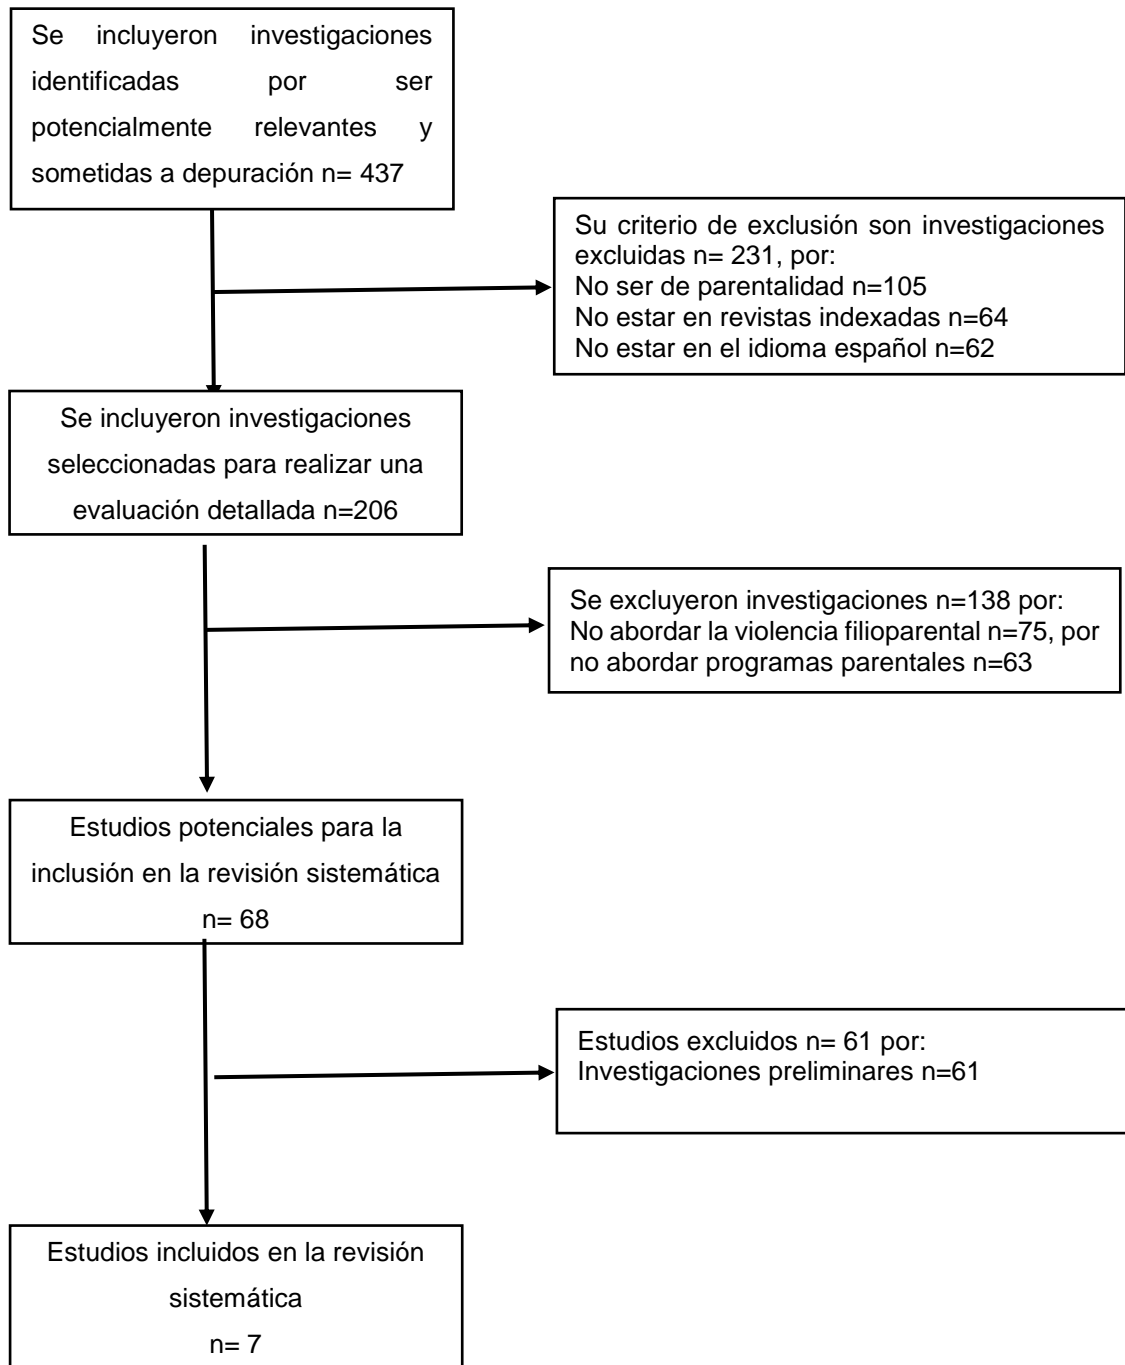 Se incluyeron investigaciones
identificadas por ser
potencialmente relevantes y
sometidas a depuración n= 437
Su criterio de exclusión son investigaciones
excluidas n= 231, por:
No ser de parentalidad n=105
No estar en revistas indexadas n=64
No estar en el idioma español n=62
Se incluyeron investigaciones
seleccionadas para realizar una
evaluación detallada n=206
Se excluyeron investigaciones n=138 por:
No abordar la violencia filioparental n=75, por
no abordar programas parentales n=63
Estudios potenciales para la
inclusión en la revisión sistemática
n= 68
Estudios excluidos n= 61 por:
Investigaciones preliminares n=61
Estudios incluidos en la revisión
sistemática
n= 7